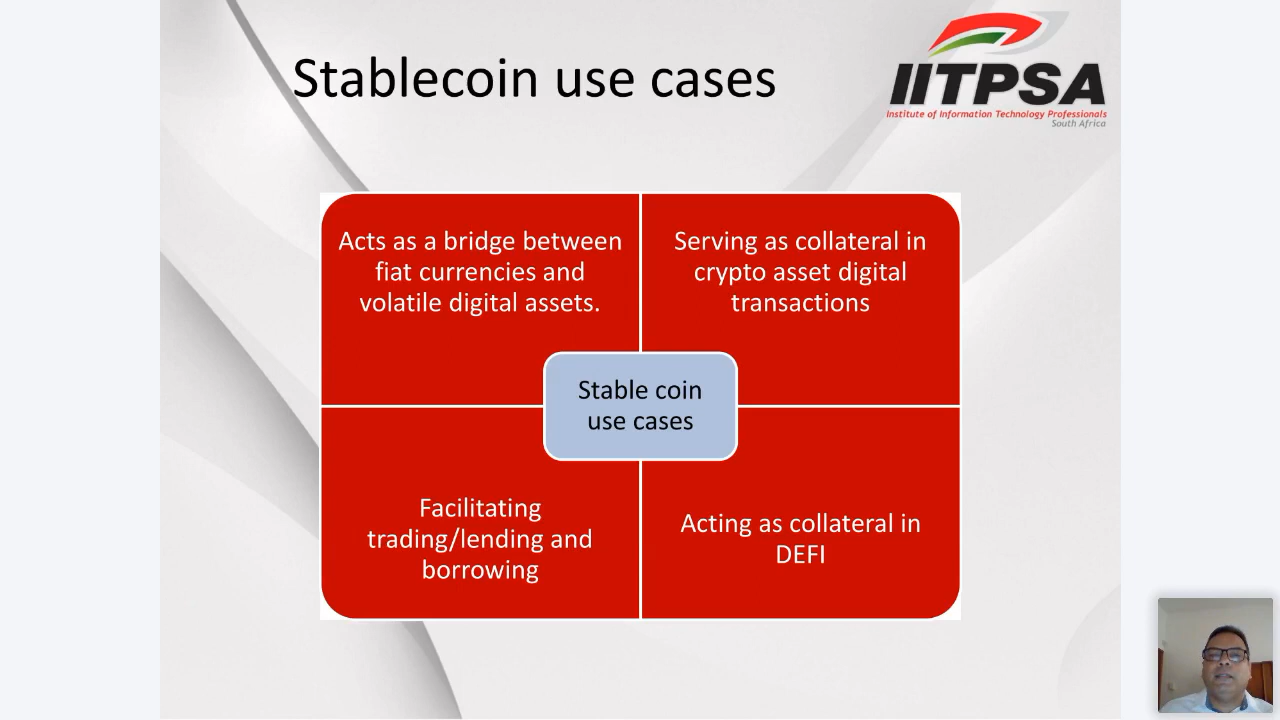 Stablecoin use cases
IITPSA
Institute of Information Technology Professionals
South Africa
Acts as a bridge between
fiat currencies and
volatile digital assets.
Serving as collateral in
crypto asset digital
transactions
Stable coin
use cases
Facilitating
trading/lending and
borrowing
Acting as collateral in
DEFI